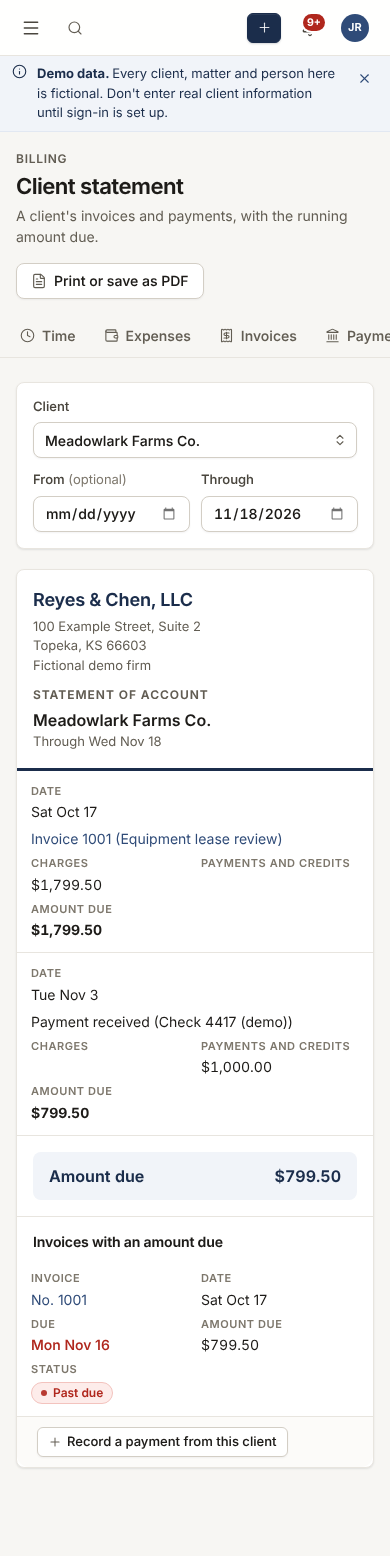 9+
JR
Demo data. Every client, matter and person here
is fictional. Don't enter real client information
until sign-in is set up.
BILLING
Client statement
A client's invoices and payments, with the running
amount due.
Print or save as PDF
Time Expenses Invoices Payme
Client
Meadowlark Farms Co.
From (optional) Through
mm/dd/yyyy 11/18/2026
Reyes & Chen, LLC
100 Example Street, Suite 2
Topeka, KS 66603
Fictional demo firm
STATEMENT OF ACCOUNT
Meadowlark Farms Co.
Through Wed Nov 18
DATE
Sat Oct 17
Invoice 1001 (Equipment lease review)
CHARGES PAYMENTS AND CREDITS
$1,799.50
AMOUNT DUE
$1,799.50
DATE
Tue Nov 3
Payment received (Check 4417 (demo))
CHARGES PAYMENTS AND CREDITS
$1,000.00
AMOUNT DUE
$799.50
Amount due $799.50
Invoices with an amount due
INVOICE DATE
No. 1001 Sat Oct 17
DUE AMOUNT DUE
Mon Nov 16 $799.50
STATUS
Past due
Record a payment from this client